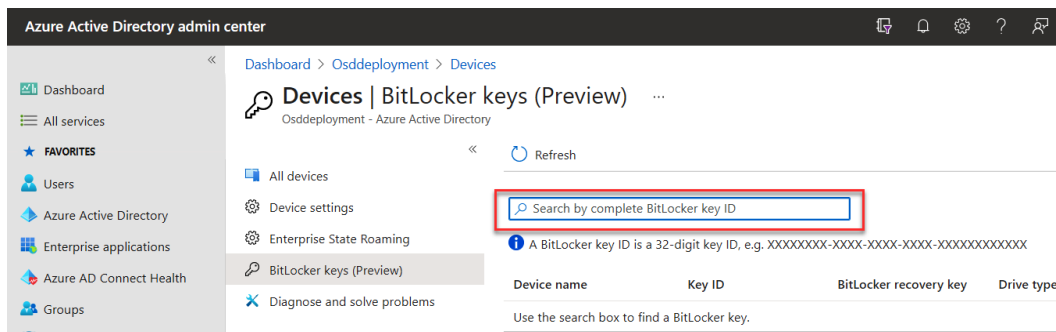 Azure Active Directory admin center
«
Dashboard
All services
FAVORITES
Users
Azure Active Directory
Enterprise applications
Azure AD Connect Health
Groups
Dashboard > Osddeployment > Devices
Devices | BitLocker keys (Preview) ...
Osddeployment - Azure Active Directory
«
All devices
Device settings
Enterprise State Roaming
BitLocker keys (Preview)
Diagnose and solve problems
Refresh
Search by complete BitLocker key ID
A BitLocker key ID is a 32-digit key ID, e.g. XXXXXXXX-XXXX-XXXX-XXXX-XXXXXXXXXXXX
Device name Key ID BitLocker recovery key Drive type
Use the search box to find a BitLocker key.